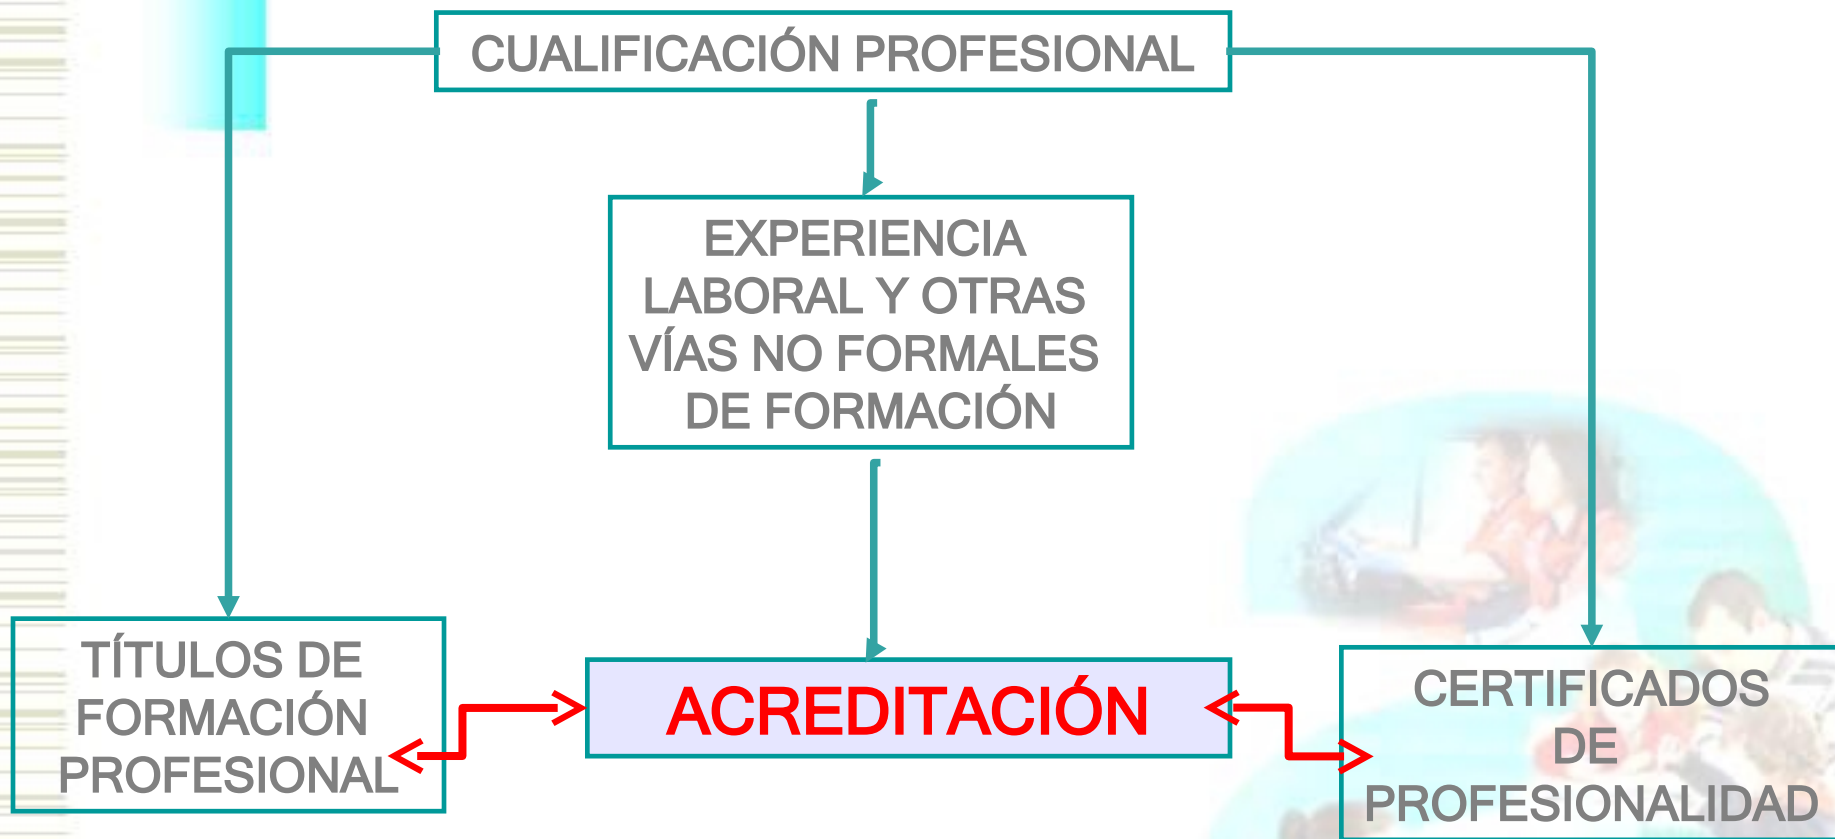 CUALIFICACIÓN PROFESIONAL
EXPERIENCIA
LABORAL Y OTRAS
VÍAS NO FORMALES
DE FORMACIÓN
TÍTULOS DE
FORMACIÓN
PROFESIONAL
ACREDITACIÓN
CERTIFICADOS
DE
PROFESIONALIDAD